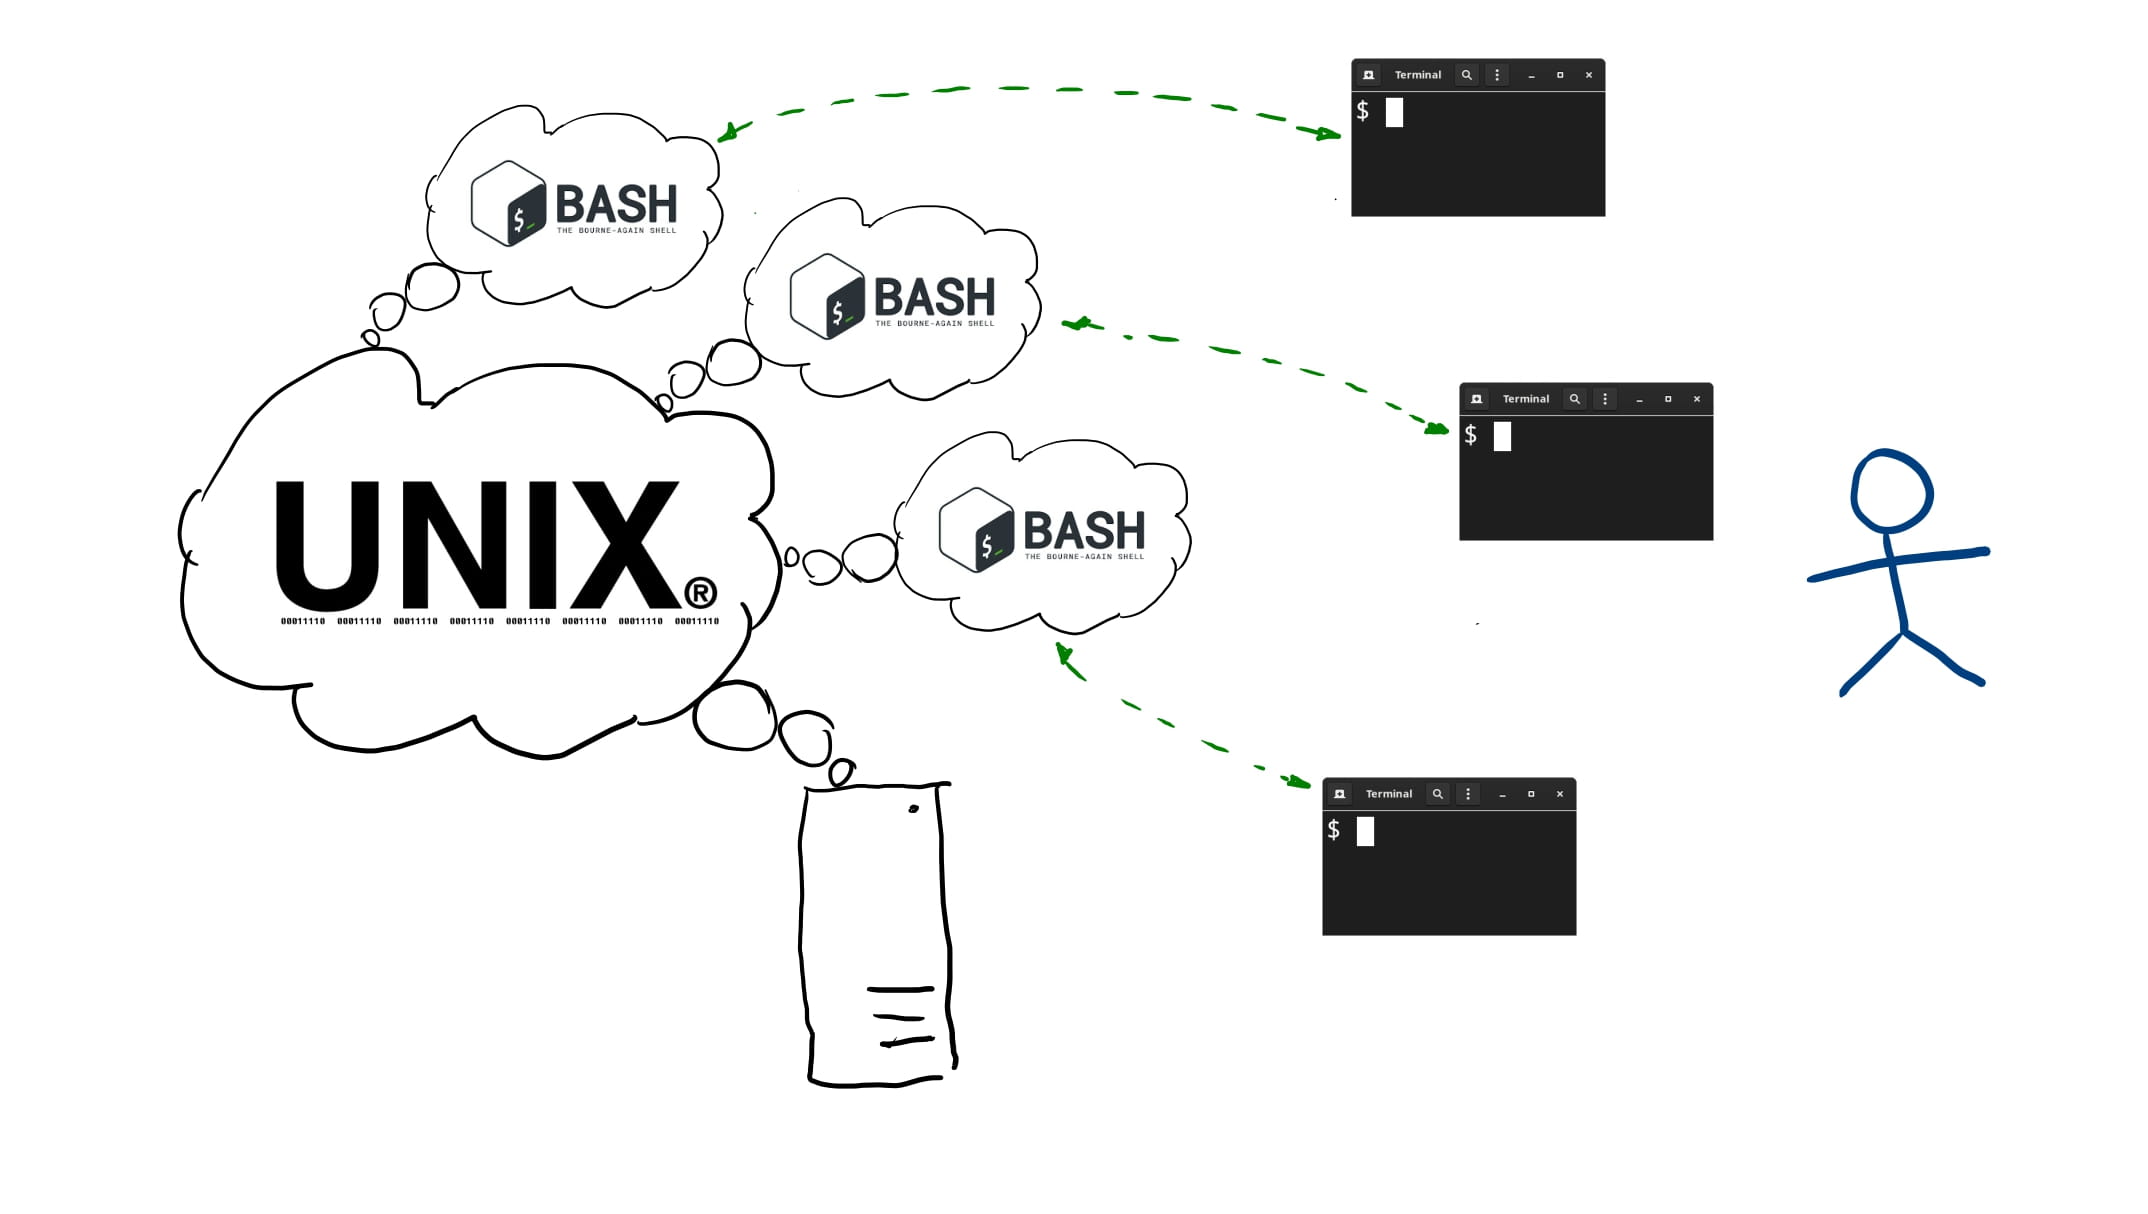 Terminal
$
BASH
$_
THE BOURNE-AGAIN SHELL
BASH
$_
THE BOURNE-AGAIN SHELL
Terminal
$
UNIX®
00011110 00011110 00011110 00011110 00011110 00011110 00011110 00011110
BASH
$_
THE BOURNE-AGAIN SHELL
Terminal
$